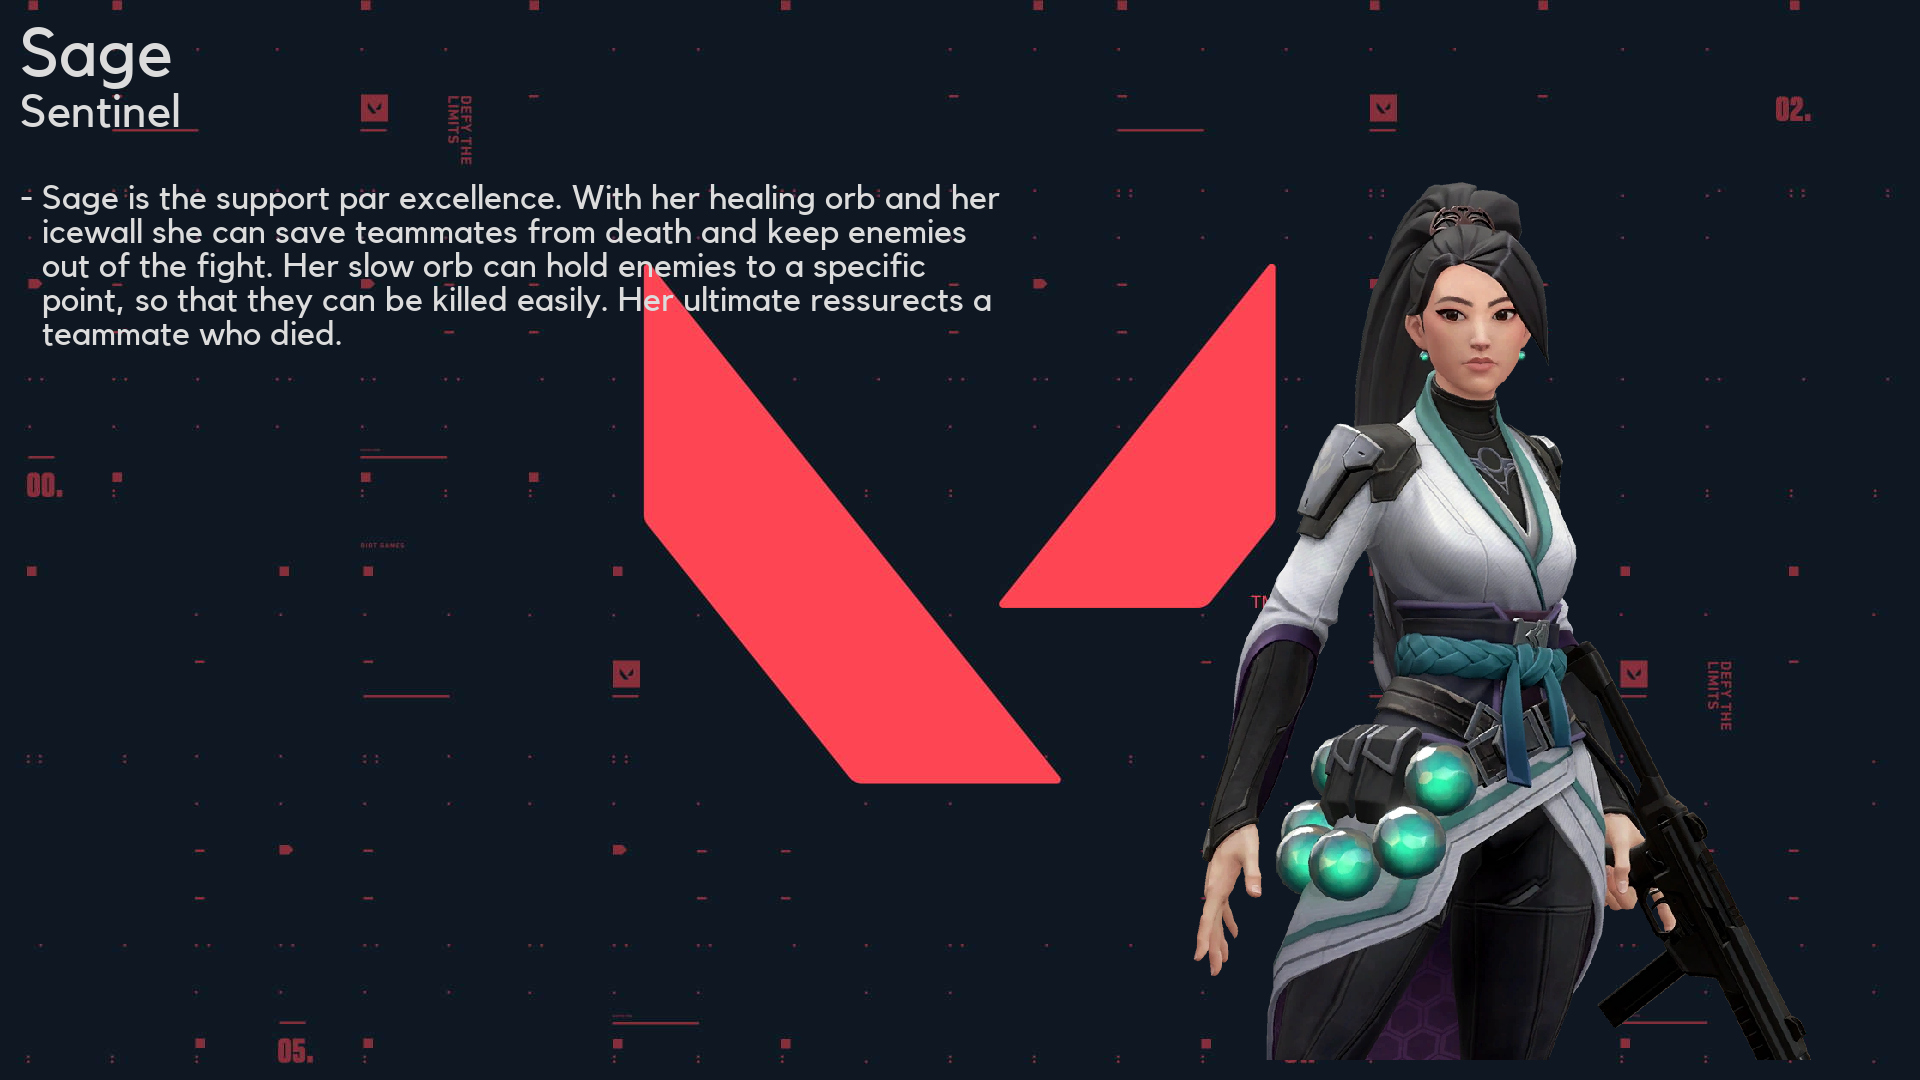 Sage
Sentinel
DEFY THE
LIMITS
02.
- Sage is the support par excellence. With her healing orb and her
icewall she can save teammates from death and keep enemies
out of the fight. Her slow orb can hold enemies to a specific
point, so that they can be killed easily. Her ultimate ressurects a
teammate who died.
00.
RIOT GAMES
DEFY THE
LIMITS
05.